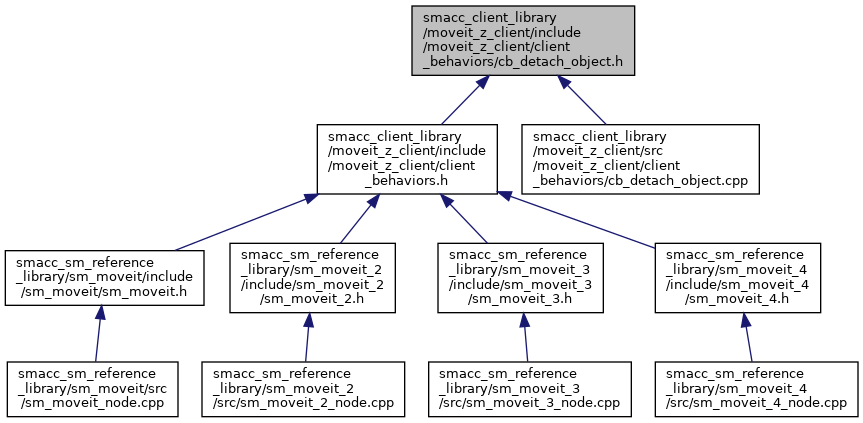 smacc_client_library
/moveit_z_client/include
/moveit_z_client/client
_behaviors/cb_detach_object.h
smacc_client_library
/moveit_z_client/include
/moveit_z_client/client
_behaviors.h
smacc_client_library
/moveit_z_client/src
/moveit_z_client/client
_behaviors/cb_detach_object.cpp
smacc_sm_reference
_library/sm_moveit/include
/sm_moveit/sm_moveit.h
smacc_sm_reference
_library/sm_moveit_2
/include/sm_moveit_2
/sm_moveit_2.h
smacc_sm_reference
_library/sm_moveit_3
/include/sm_moveit_3
/sm_moveit_3.h
smacc_sm_reference
_library/sm_moveit_4
/include/sm_moveit_4
/sm_moveit_4.h
smacc_sm_reference
_library/sm_moveit/src
/sm_moveit_node.cpp
smacc_sm_reference
_library/sm_moveit_2
/src/sm_moveit_2_node.cpp
smacc_sm_reference
_library/sm_moveit_3
/src/sm_moveit_3_node.cpp
smacc_sm_reference
_library/sm_moveit_4
/src/sm_moveit_4_node.cpp